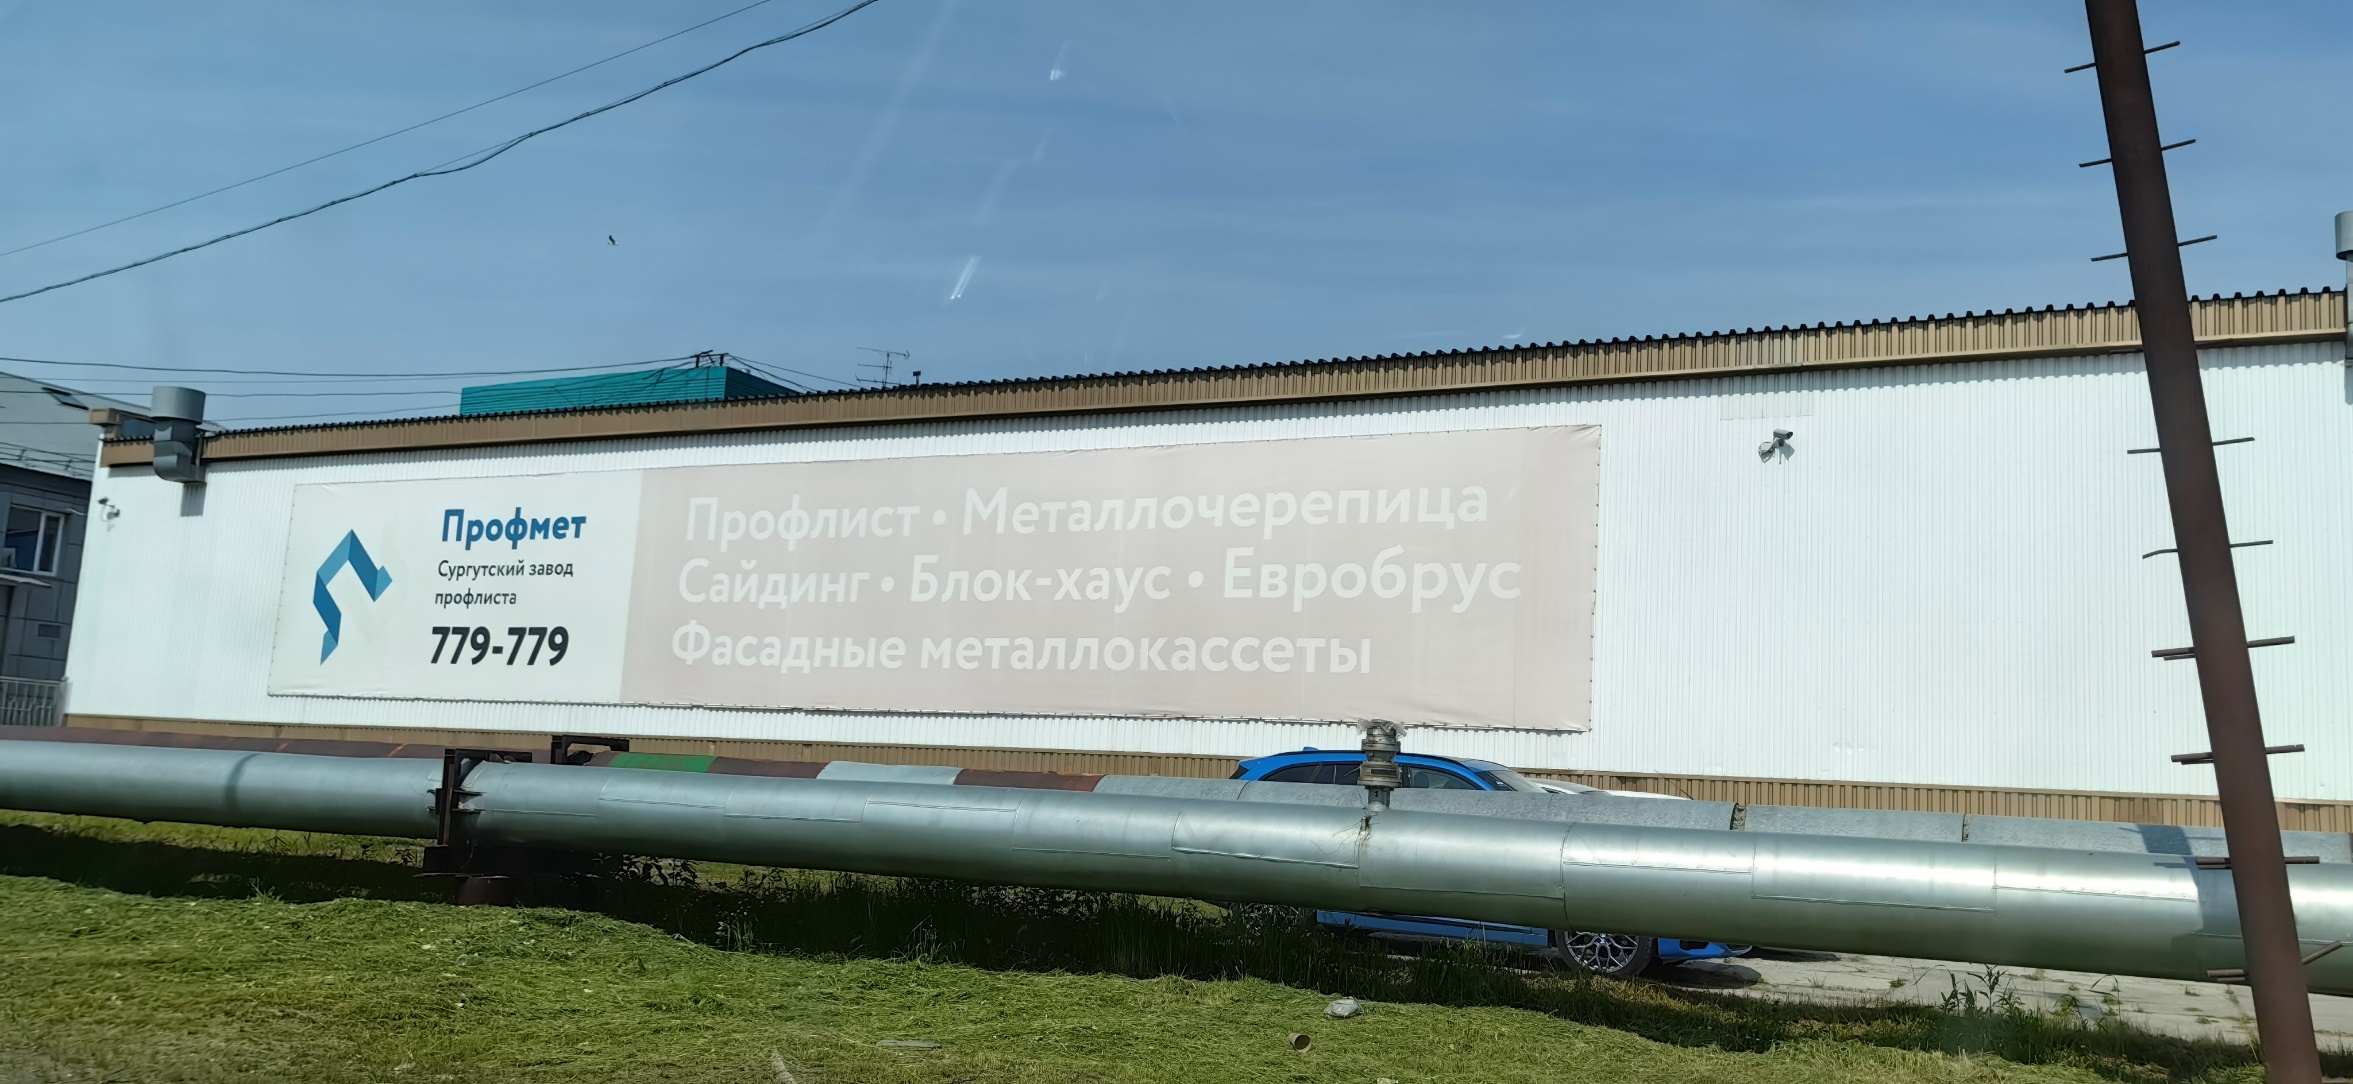 Профмет
Сургутский завод
профлиста
779-779
Профлист • Металлочерепица
Сайдинг • Блок-хаус • Евробрус
Фасадные металлокассеты